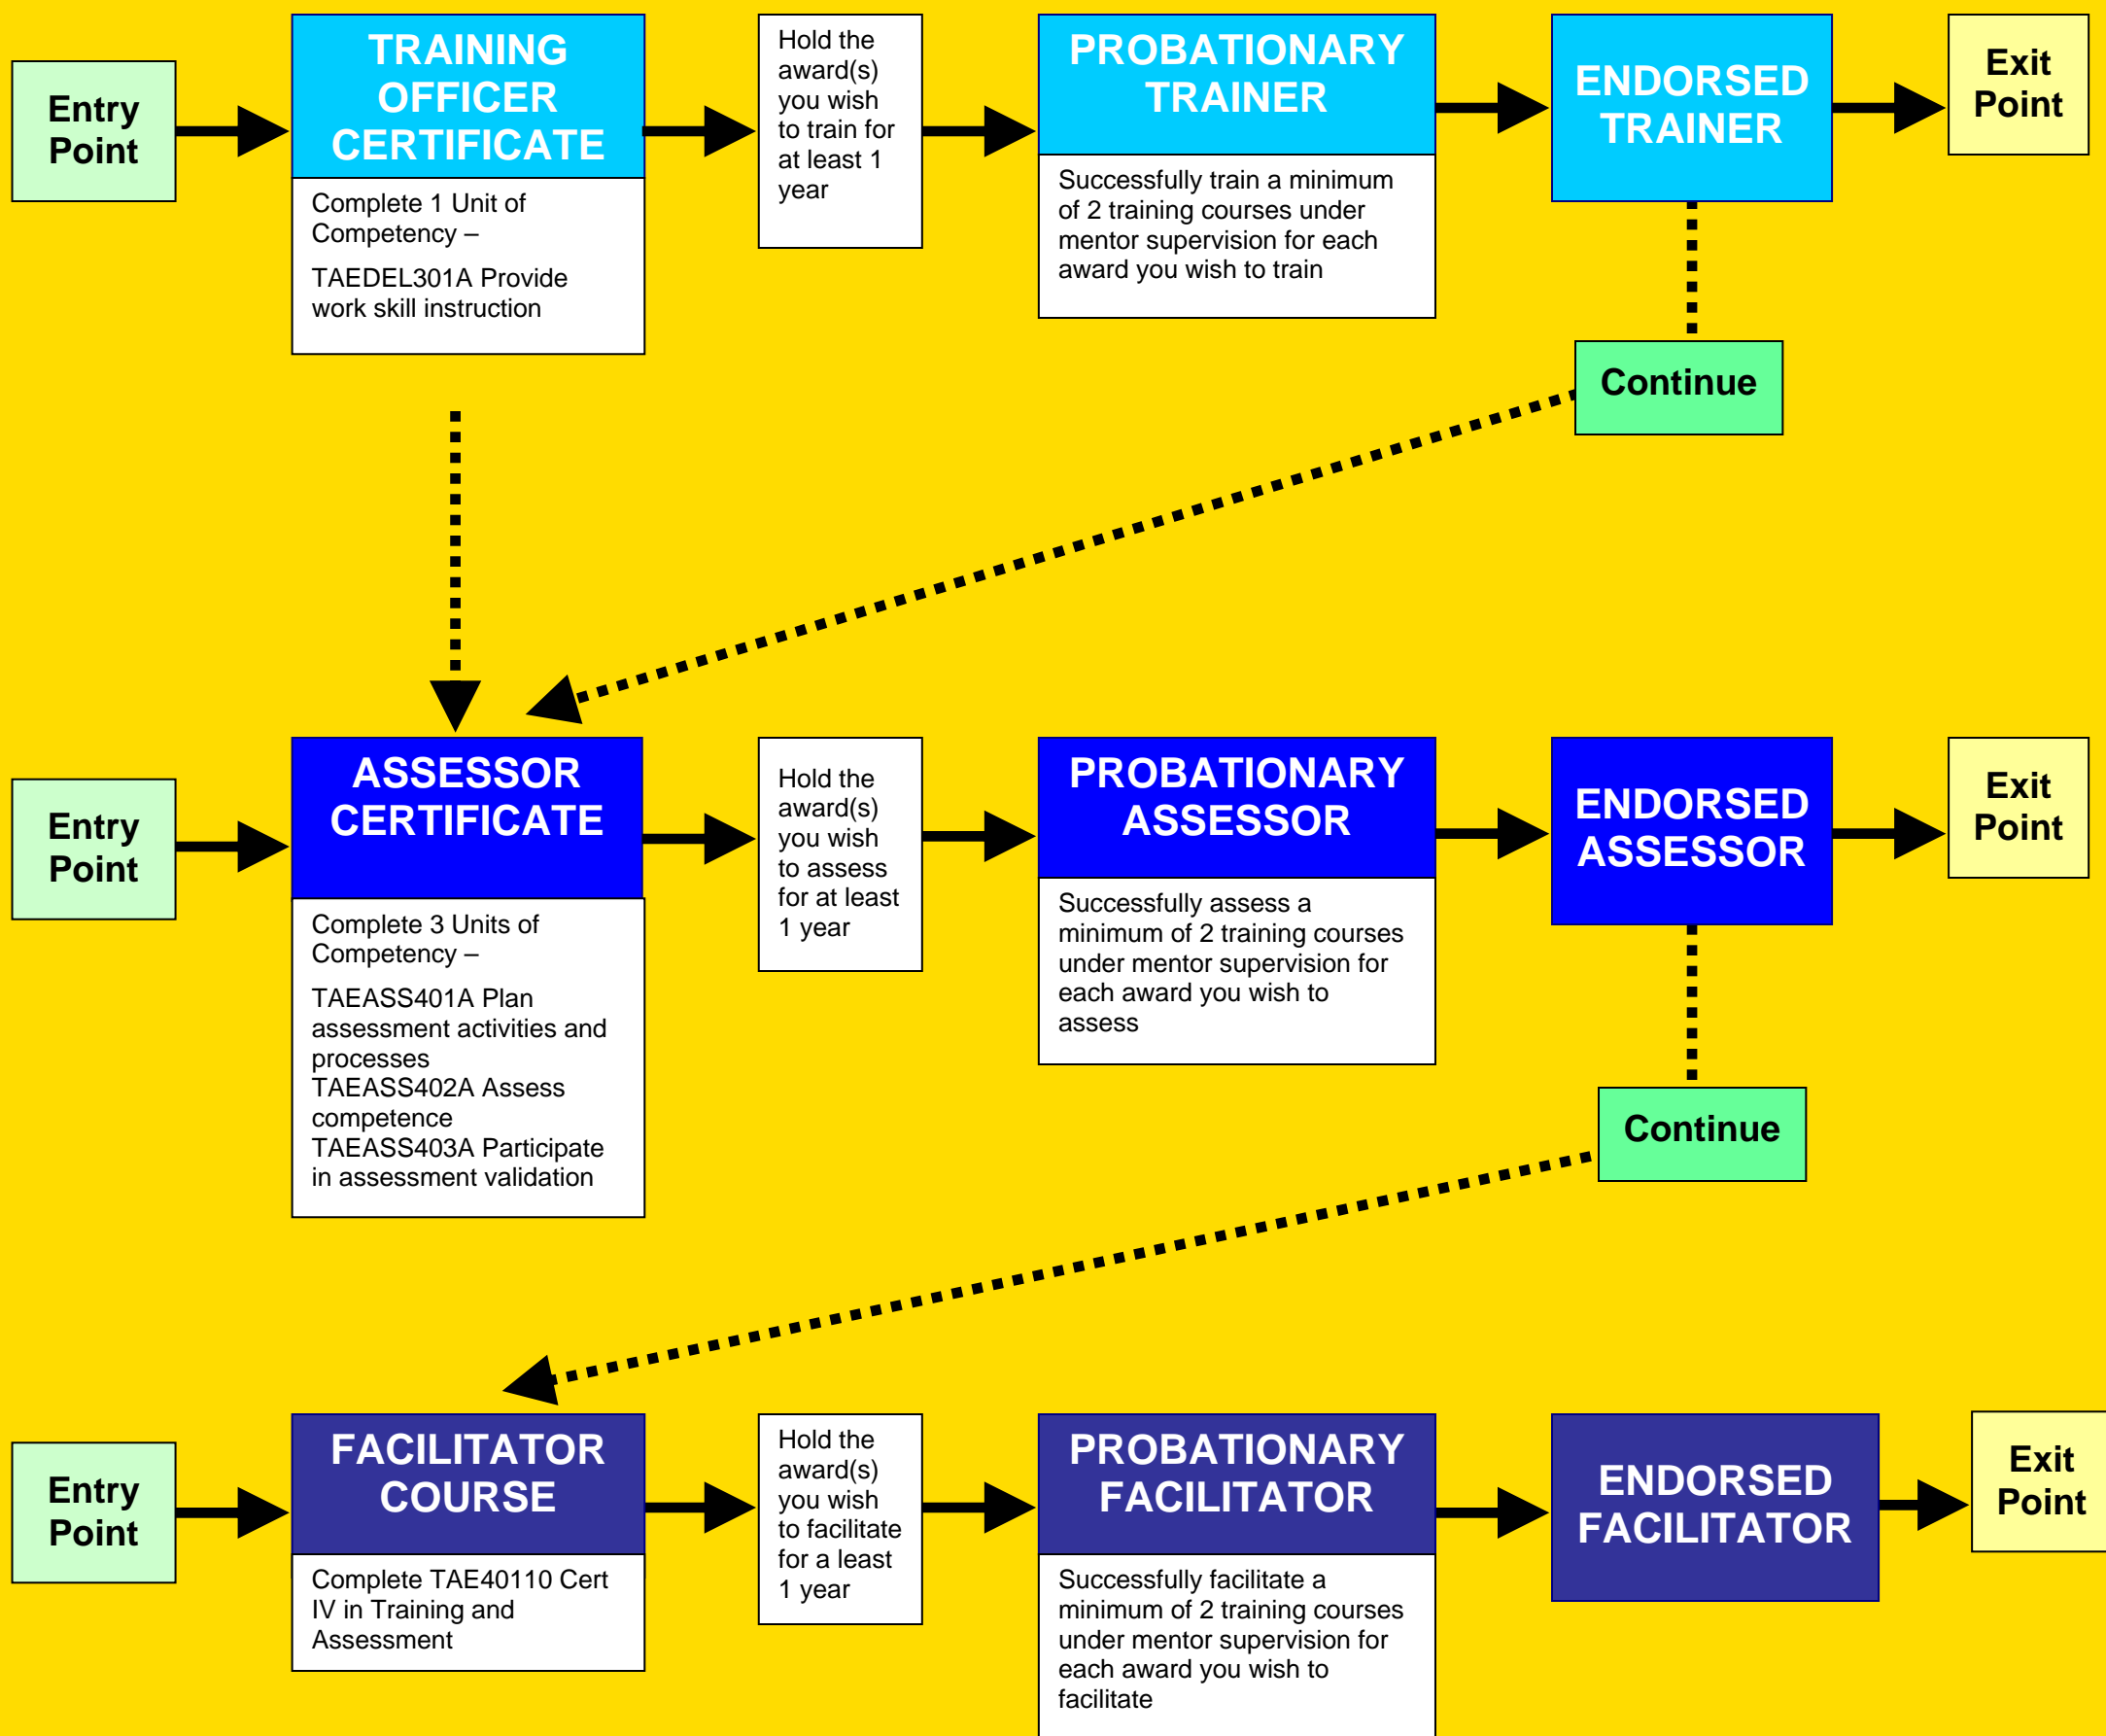 Entry
Point
TRAINING
OFFICER
CERTIFICATE
Complete 1 Unit of
Competency –
TAEDEL301A Provide
work skill instruction
Hold the
award(s)
you wish
to train for
at least 1
year
PROBATIONARY
TRAINER
Successfully train a minimum
of 2 training courses under
mentor supervision for each
award you wish to train
ENDORSED
TRAINER
Exit
Point
Continue
Entry
Point
ASSESSOR
CERTIFICATE
Complete 3 Units of
Competency –
TAEASS401A Plan
assessment activities and
processes
TAEASS402A Assess
competence
TAEASS403A Participate
in assessment validation
Hold the
award(s)
you wish
to assess
for at least
1 year
PROBATIONARY
ASSESSOR
Successfully assess a
minimum of 2 training courses
under mentor supervision for
each award you wish to
assess
ENDORSED
ASSESSOR
Exit
Point
Continue
Entry
Point
FACILITATOR
COURSE
Complete TAE40110 Cert
IV in Training and
Assessment
Hold the
award(s)
you wish
to facilitate
for a least
1 year
PROBATIONARY
FACILITATOR
Successfully facilitate a
minimum of 2 training courses
under mentor supervision for
each award you wish to
facilitate
ENDORSED
FACILITATOR
Exit
Point